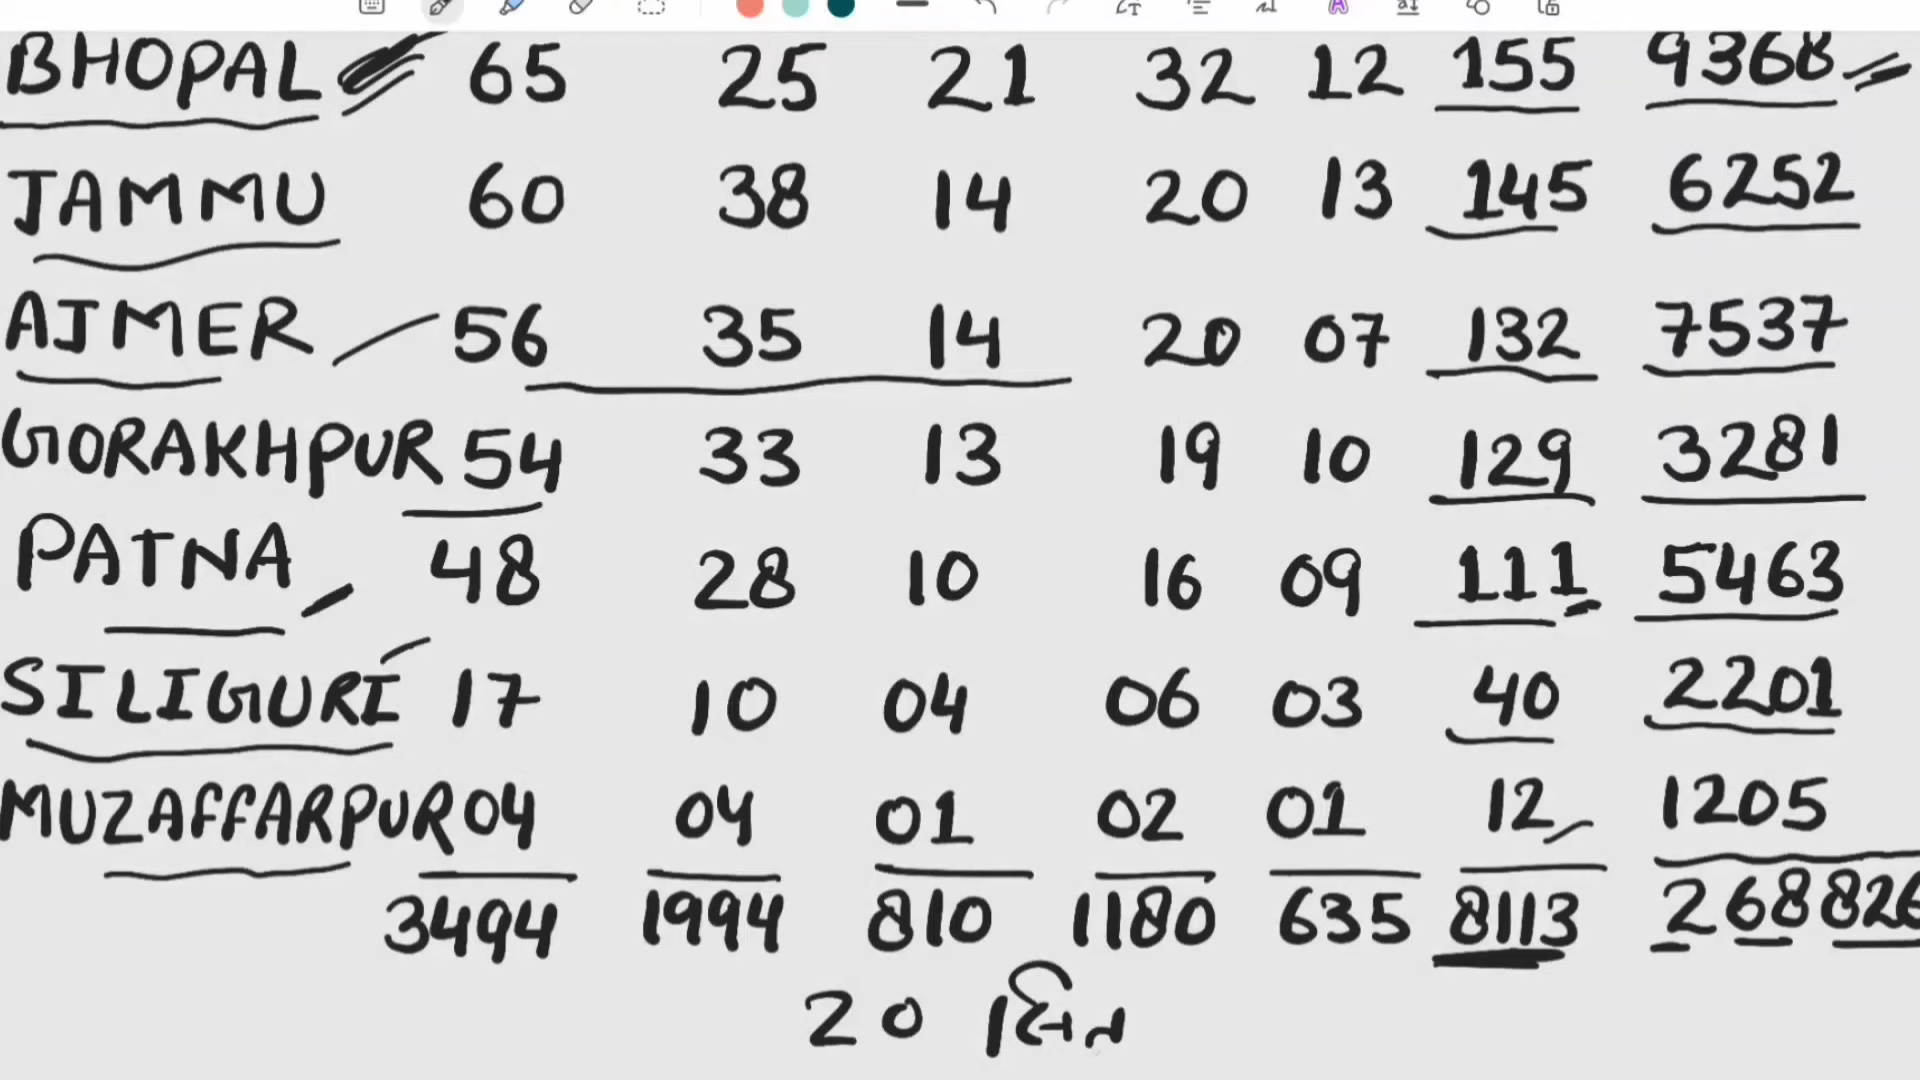 BHOPAL 65 25 21 32 12 155 9368
JAMMU 60 38 14 20 13 145 6252
AJMER 56 35 14 20 07 132 7537
GORAKHPUR 54 33 13 19 10 129 3281
PATNA 48 28 10 16 09 111 5463
SILIGURI 17 10 04 06 03 40 2201
MUZAFFARPUR 04 04 01 02 01 12 1205
3494 1994 810 1180 635 8113 268826
20